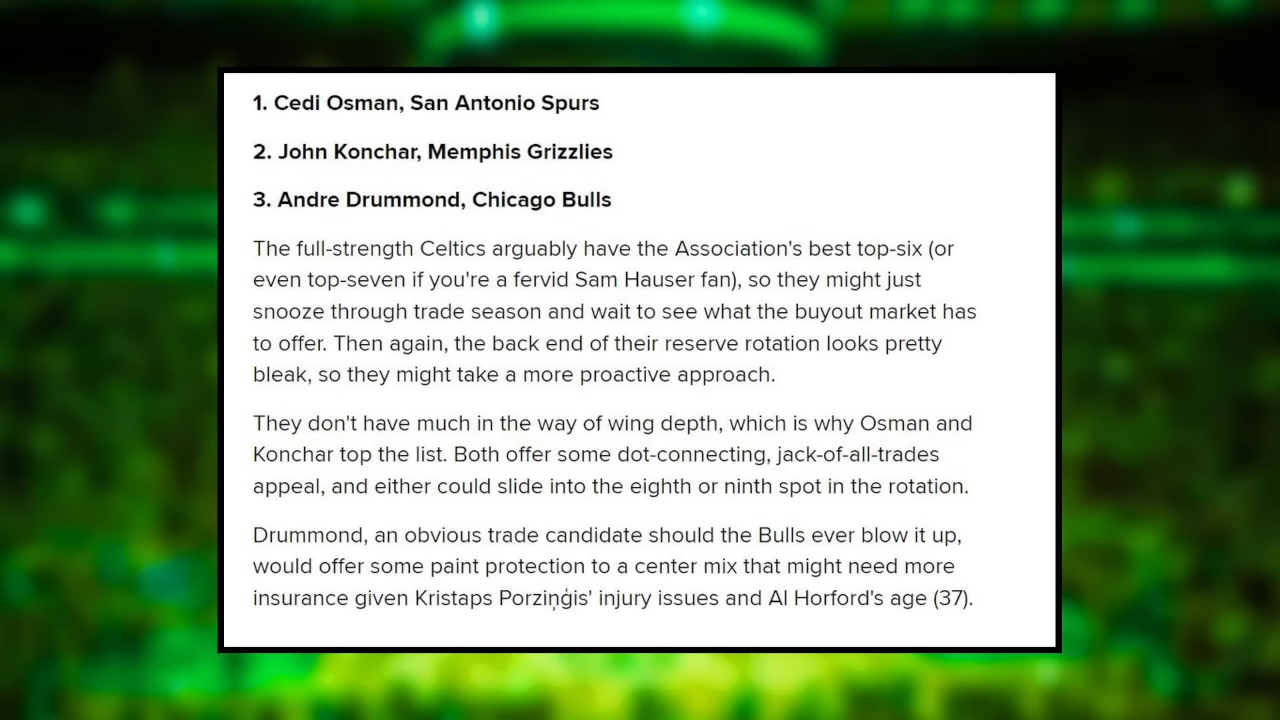 1. Cedi Osman, San Antonio Spurs
2. John Konchar, Memphis Grizzlies
3. Andre Drummond, Chicago Bulls
The full-strength Celtics arguably have the Association's best top-six (or
even top-seven if you're a fervid Sam Hauser fan), so they might just
snooze through trade season and wait to see what the buyout market has
to offer. Then again, the back end of their reserve rotation looks pretty
bleak, so they might take a more proactive approach.
They don't have much in the way of wing depth, which is why Osman and
Konchar top the list. Both offer some dot-connecting, jack-of-all-trades
appeal, and either could slide into the eighth or ninth spot in the rotation.
Drummond, an obvious trade candidate should the Bulls ever blow it up,
would offer some paint protection to a center mix that might need more
insurance given Kristaps Porziņģis' injury issues and Al Horford's age (37).